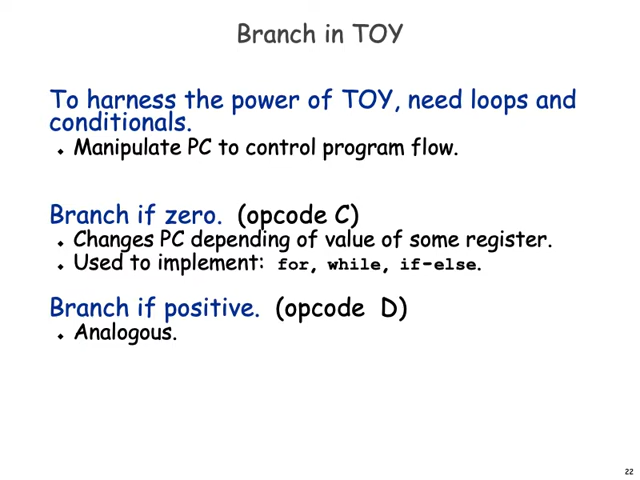 Branch in TOY
To harness the power of TOY, need loops and
conditionals.
Manipulate PC to control program flow.
Branch if zero. (opcode C)
Changes PC depending of value of some register.
Used to implement: for, while, if-else.
Branch if positive. (opcode D)
Analogous.
22